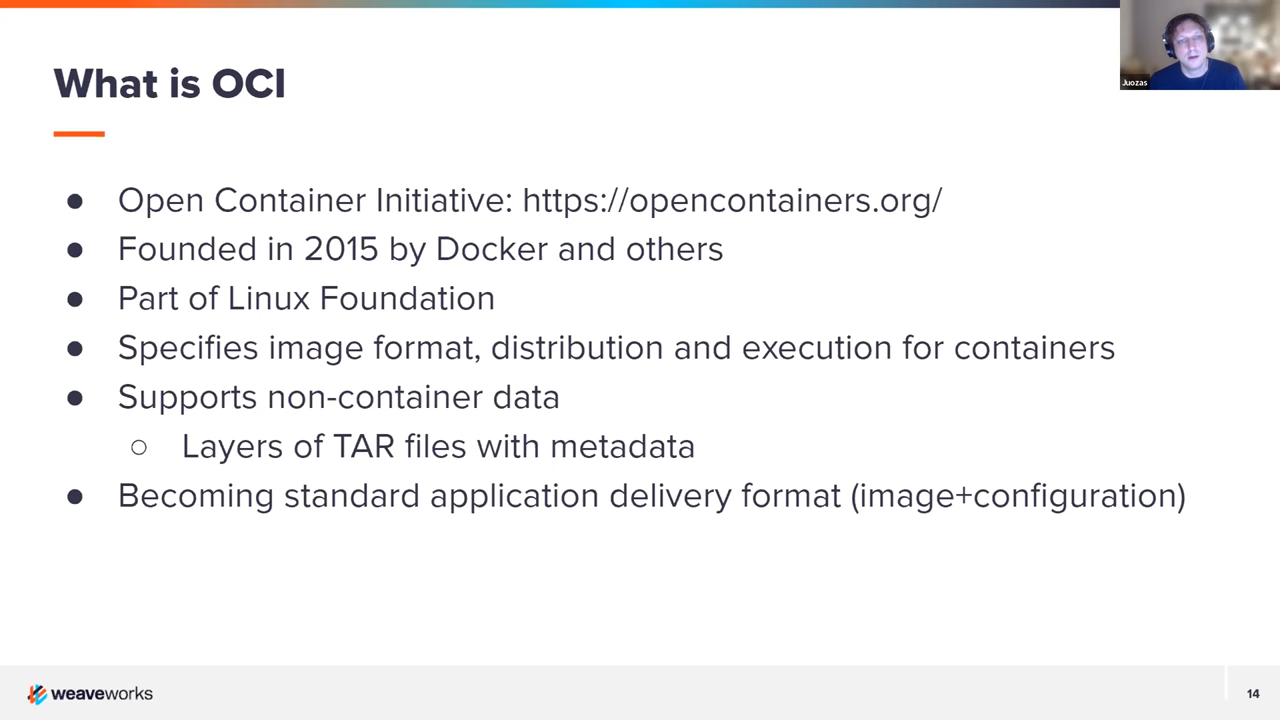 What is OCI
Juozas
● Open Container Initiative: https://opencontainers.org/
● Founded in 2015 by Docker and others
● Part of Linux Foundation
● Specifies image format, distribution and execution for containers
● Supports non-container data
○ Layers of TAR files with metadata
● Becoming standard application delivery format (image+configuration)
weaveworks
14